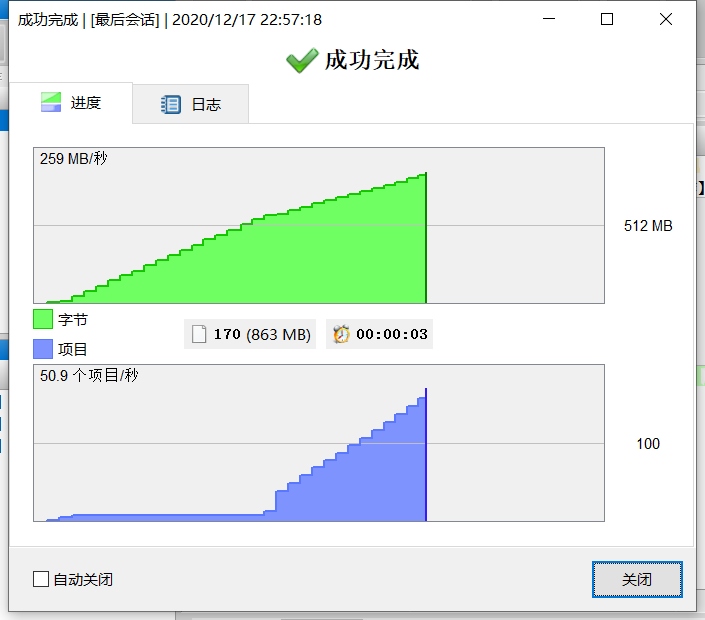 成功完成 | [最后会话] | 2020/12/17 22:57:18
成功完成
进度
日志
259 MB/秒
512 MB
字节
170 (863 MB)
00:00:03
项目
50.9 个项目/秒
100
自动关闭
关闭